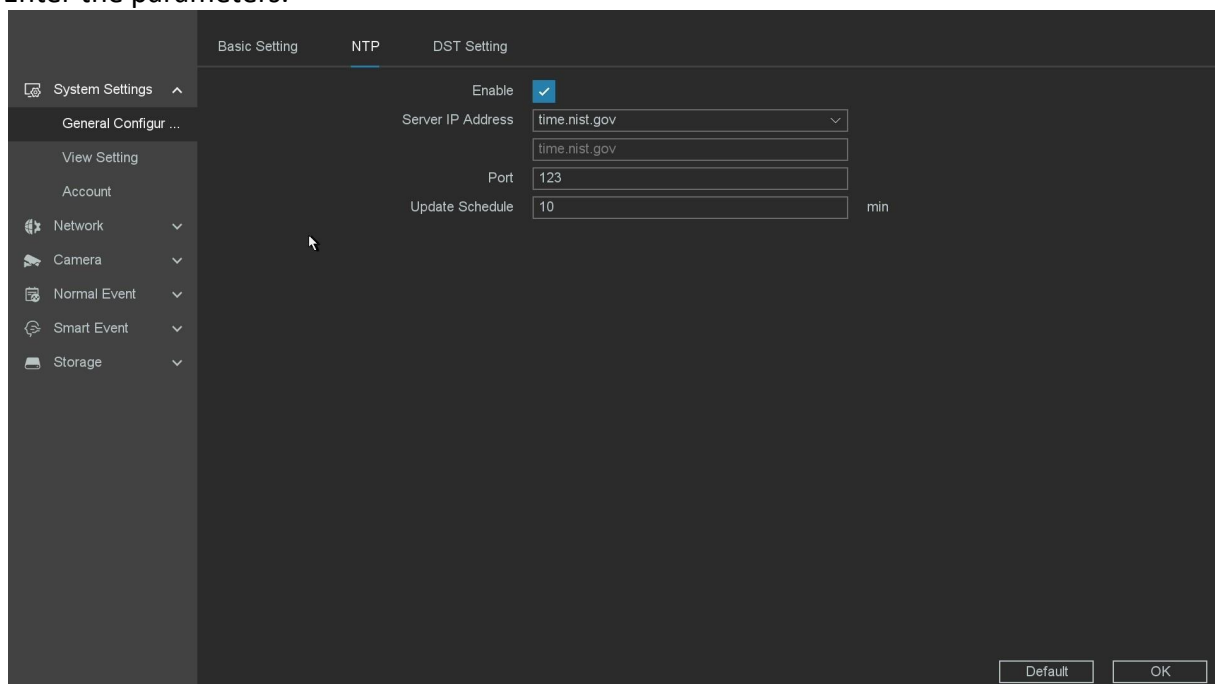 Enter the parameters.
Basic Setting NTP DST Setting
System Settings
General Configur ...
View Setting
Account
Network
Camera
Normal Event
Smart Event
Storage
Enable
Server IP Address time.nist.gov
time.nist.gov
Port 123
Update Schedule 10 min
Default OK